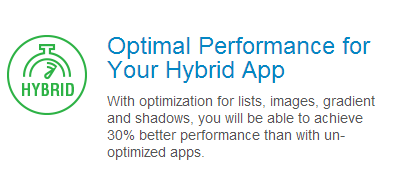 Optimal Performance for
Your Hybrid App
HYBRID
With optimization for lists, images, gradient
and shadows, you will be able to achieve
30% better performance than with un-
optimized apps.